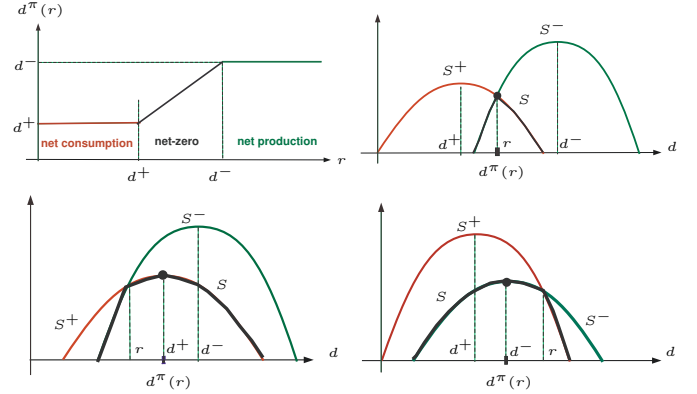 d^π(r)
d^−
d^+
net consumption net-zero net production
r
d^+ d^−
S^−
S^+
S
d^+ r d^− d
d^π(r)
S^−
S
S^+
r d^+ d^− d
d^π(r)
S^+
S
S^−
d^+ d^− r d
d^π(r)